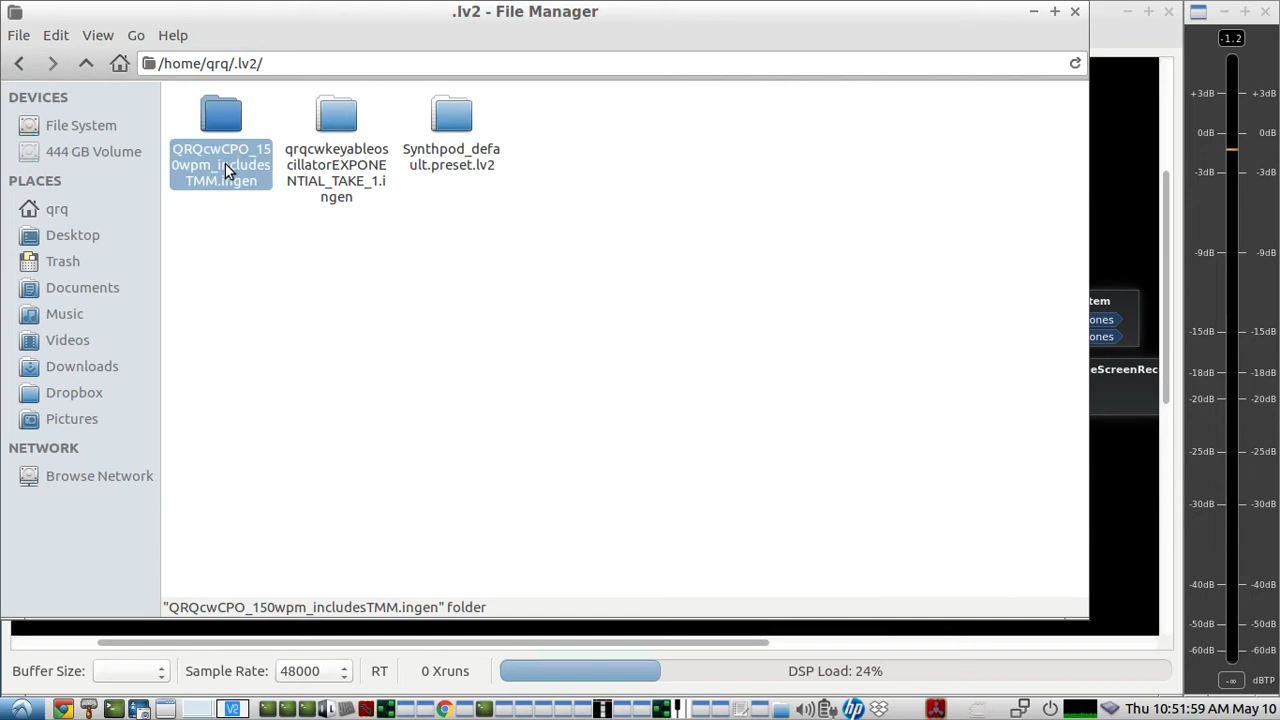 .lv2 - File Manager
File Edit View Go Help
/home/qrq/.lv2/
DEVICES
File System
444 GB Volume
PLACES
qrq
Desktop
Trash
Documents
Music
Videos
Downloads
Dropbox
Pictures
NETWORK
Browse Network
QRQcwCPO_15
0wpm_includes
TMM.ingen
qrqcwkeyableos
cillatorEXPONE
NTIAL_TAKE_1.i
ngen
Synthpod_defa
ult.preset.lv2
"QRQcwCPO_150wpm_includesTMM.ingen" folder
tem
ones
ones
eScreenRec
-1.2
+3dB +3dB
0dB 0dB
-3dB -3dB
-9dB -9dB
-15dB -15dB
-18dB -18dB
-20dB -20dB
-25dB -25dB
-30dB -30dB
-40dB -40dB
-50dB -50dB
-60dB -60dB
-∞ dBTP
Buffer Size: Sample Rate: 48000 RT 0 Xruns DSP Load: 24%
V2 hp Thu 10:51:59 AM May 10